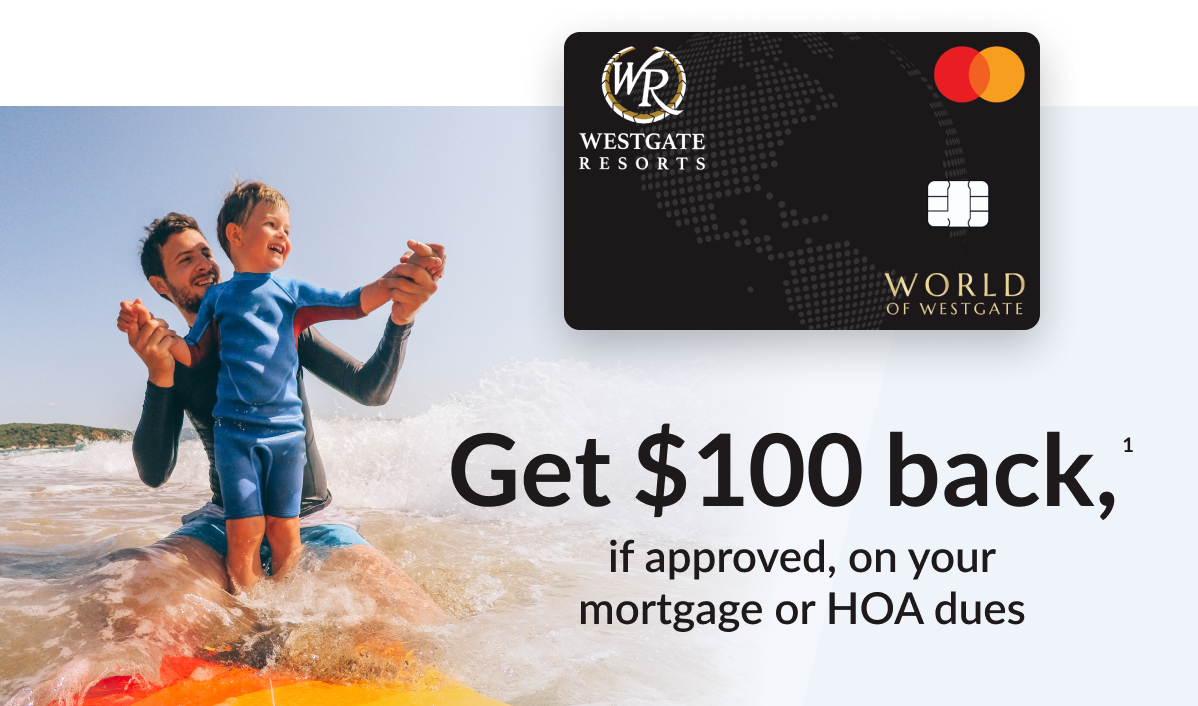 WR
WESTGATE
RESORTS
WORLD
OF WESTGATE
Get $100 back,1
if approved, on your
mortgage or HOA dues